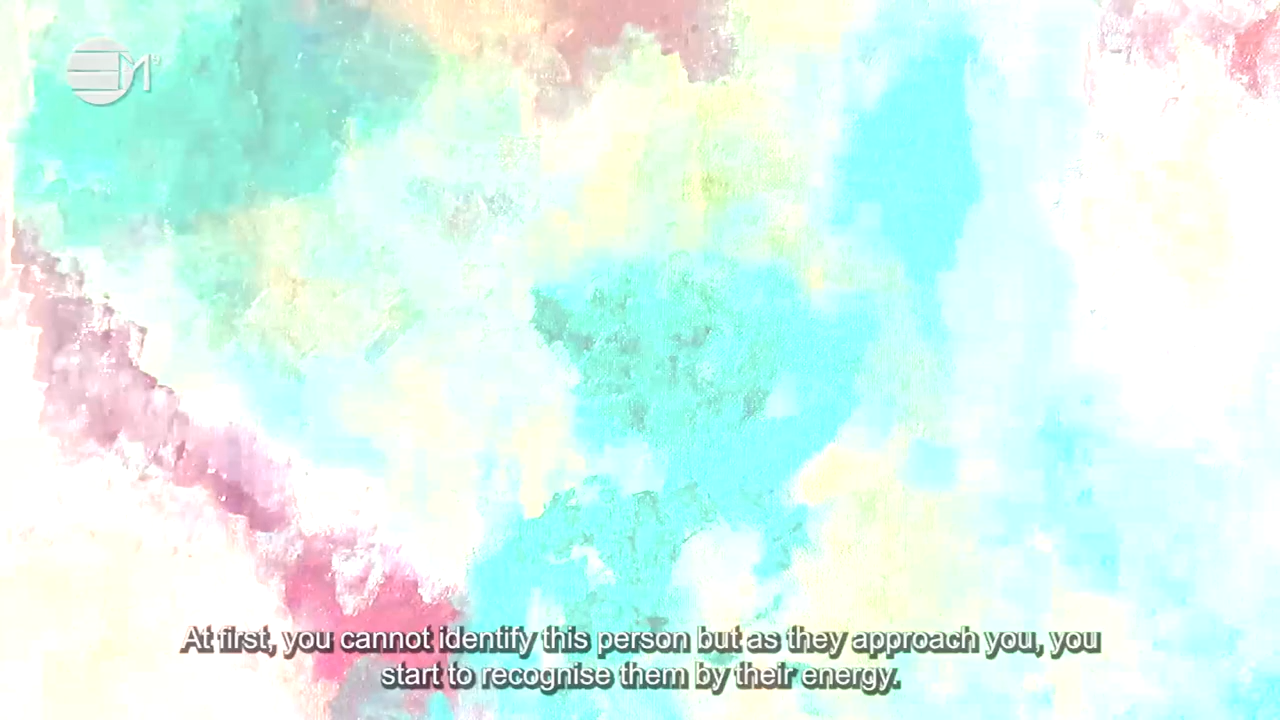 EM9
At first, you cannot identify this person but as they approach you, you
start to recognise them by their energy.